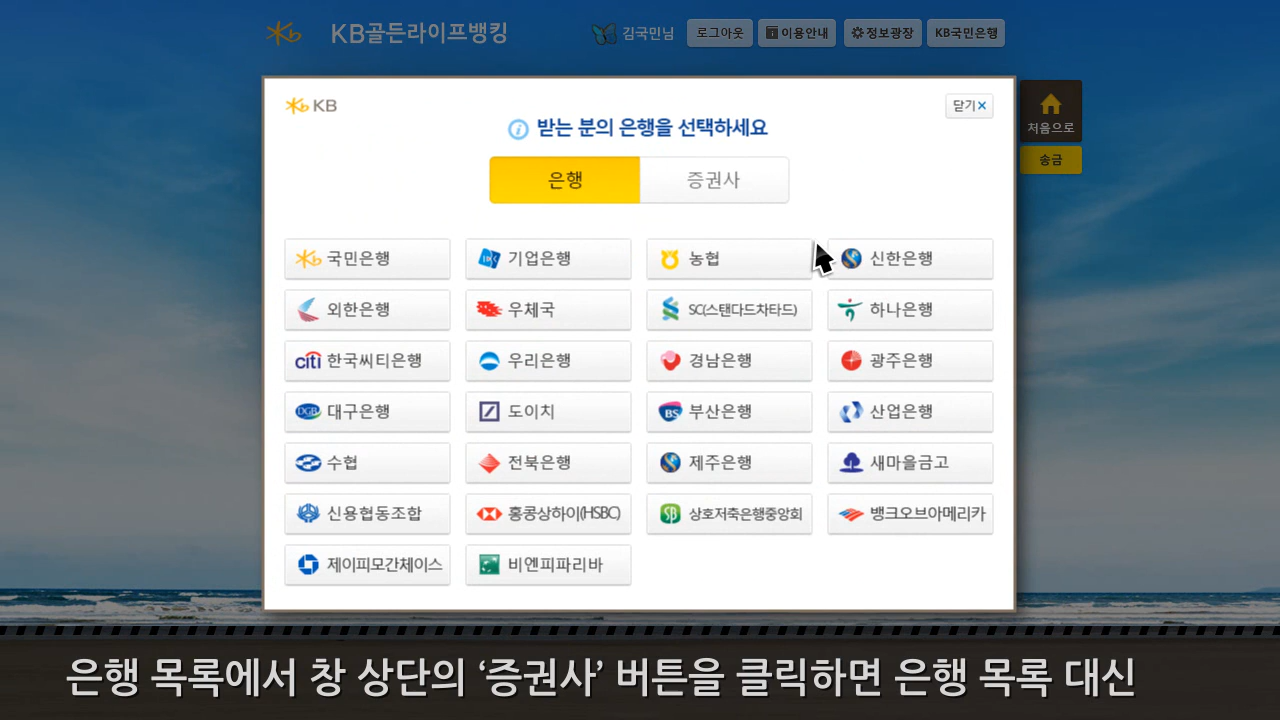 KB골든라이프뱅킹
김국민님
로그아웃
이용안내
정보광장
KB국민은행
KB
닫기×
받는 분의 은행을 선택하세요
처음으로
송금
은행
증권사
국민은행
기업은행
농협
신한은행
외한은행
우체국
SC(스탠다드차타드)
하나은행
citi 한국씨티은행
우리은행
경남은행
광주은행
DGB 대구은행
도이치
BS 부산은행
산업은행
수협
전북은행
제주은행
새마을금고
신용협동조합
홍콩상하이(HSBC)
SB 상호저축은행중앙회
뱅크오브아메리카
제이피모간체이스
비엔피파리바
은행 목록에서 창 상단의 ‘증권사’ 버튼을 클릭하면 은행 목록 대신